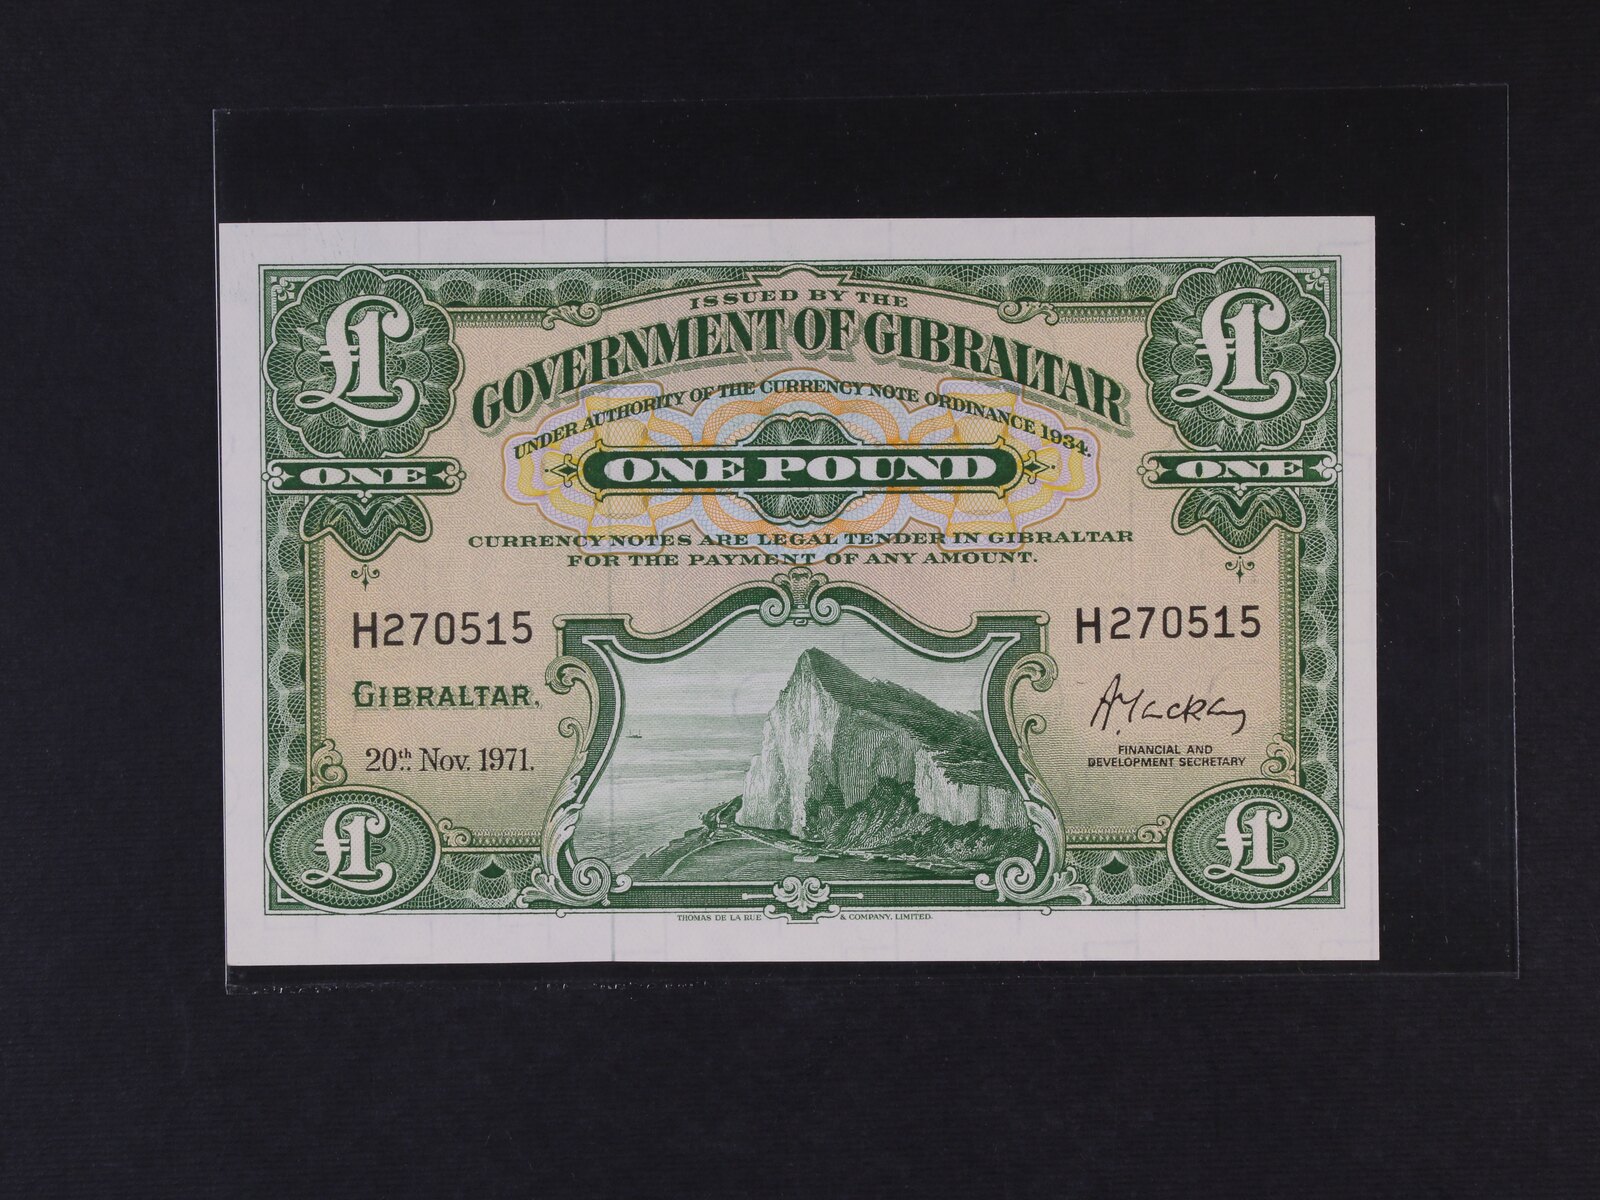 ISSUED BY THE
GOVERNMENT OF GIBRALTAR
UNDER AUTHORITY OF THE CURRENCY NOTE ORDINANCE 1934.
£1
£1
ONE
ONE POUND
ONE
CURRENCY NOTES ARE LEGAL TENDER IN GIBRALTAR
FOR THE PAYMENT OF ANY AMOUNT.
H270515
H270515
GIBRALTAR,
20th Nov. 1971.
AMackay
FINANCIAL AND
DEVELOPMENT SECRETARY
£1
£1
THOMAS DE LA RUE & COMPANY, LIMITED.